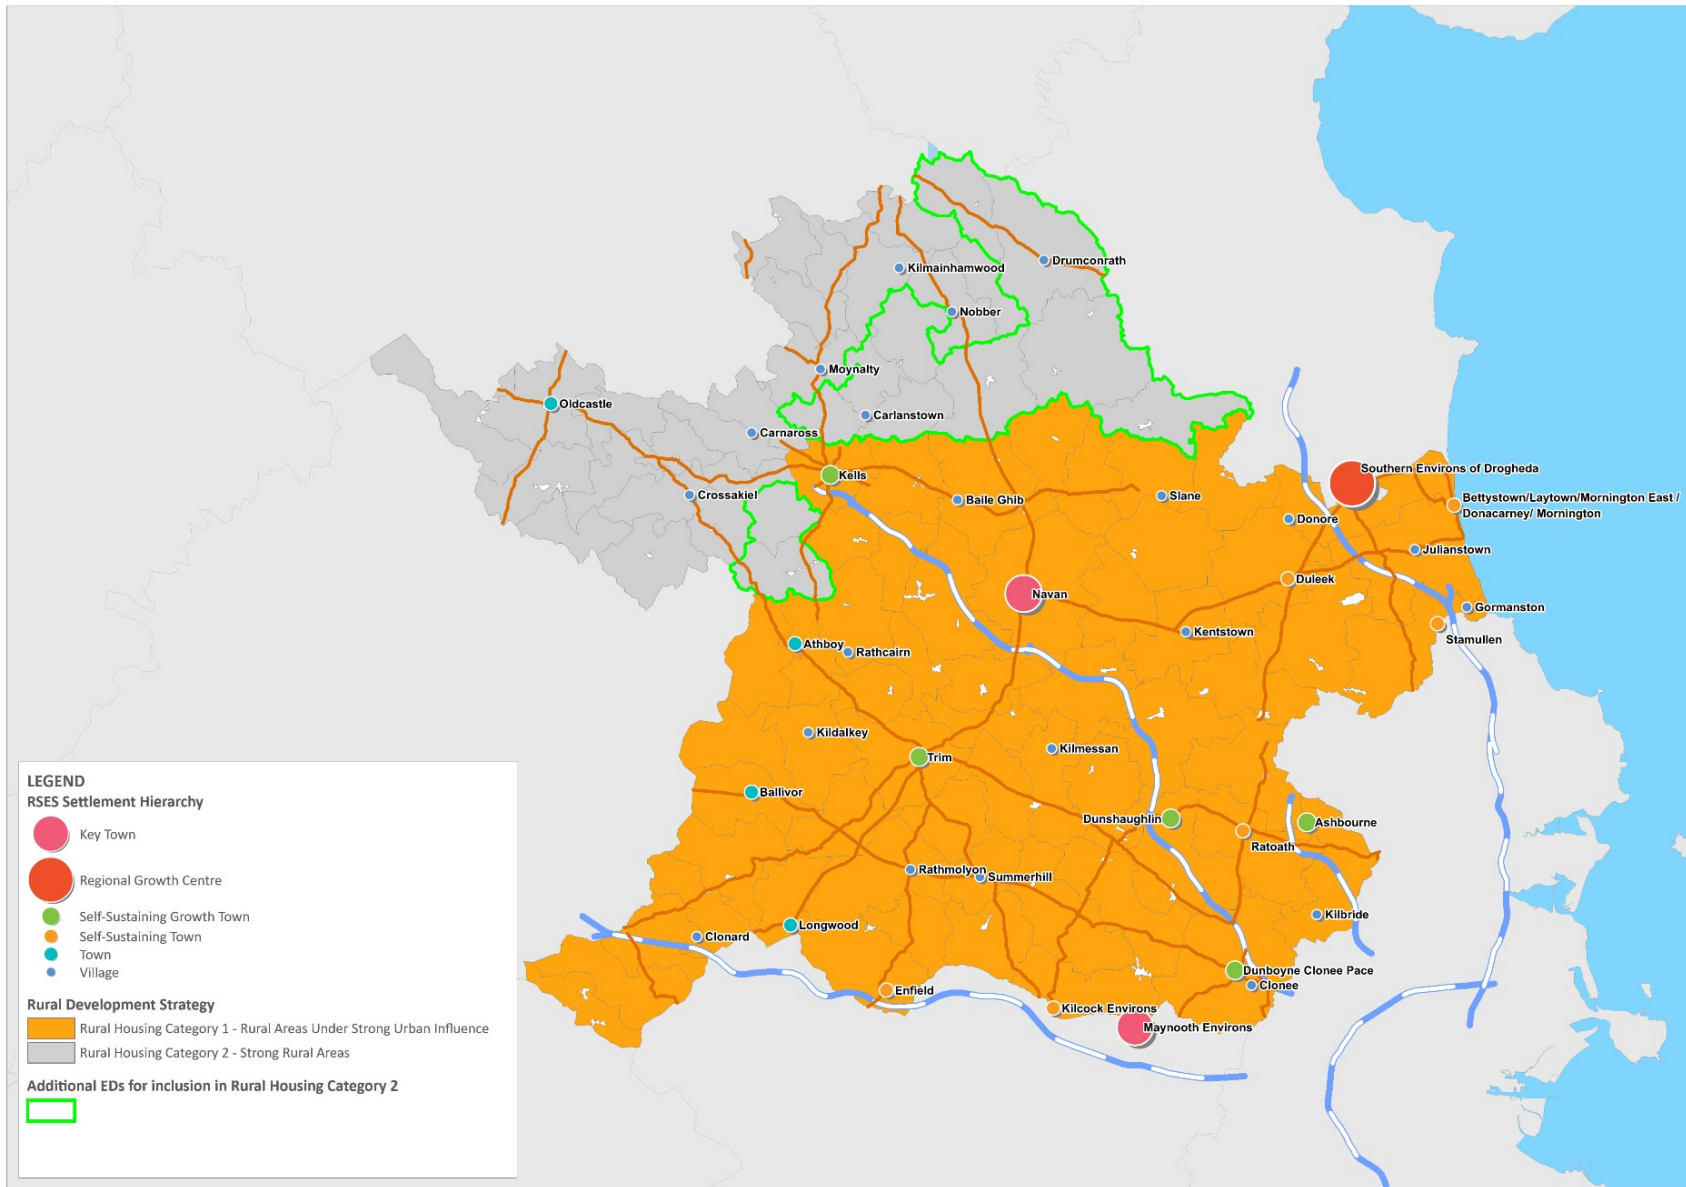 Drumconrath
Kilmainhamwood
Nobber
Moynalty
Oldcastle
Carlanstown
Carnaross
Southern Environs of Drogheda
Kells
Crossakiel
Baile Ghib
Slane
Bettystown/Laytown/Mornington East /
Donacarney/ Mornington
Donore
Julianstown
Duleek
Navan
Gormanston
Kentstown
Stamullen
Athboy
Rathcairn
Kildalkey
Kilmessan
Trim
Ballivor
Dunshaughlin
Ashbourne
Ratoath
Rathmolyon
Summerhill
Kilbride
Longwood
Clonard
Dunboyne Clonee Pace
Clonee
Enfield
Kilcock Environs
Maynooth Environs
LEGEND
RSES Settlement Hierarchy
Key Town
Regional Growth Centre
Self-Sustaining Growth Town
Self-Sustaining Town
Town
Village
Rural Development Strategy
Rural Housing Category 1 - Rural Areas Under Strong Urban Influence
Rural Housing Category 2 - Strong Rural Areas
Additional EDs for inclusion in Rural Housing Category 2